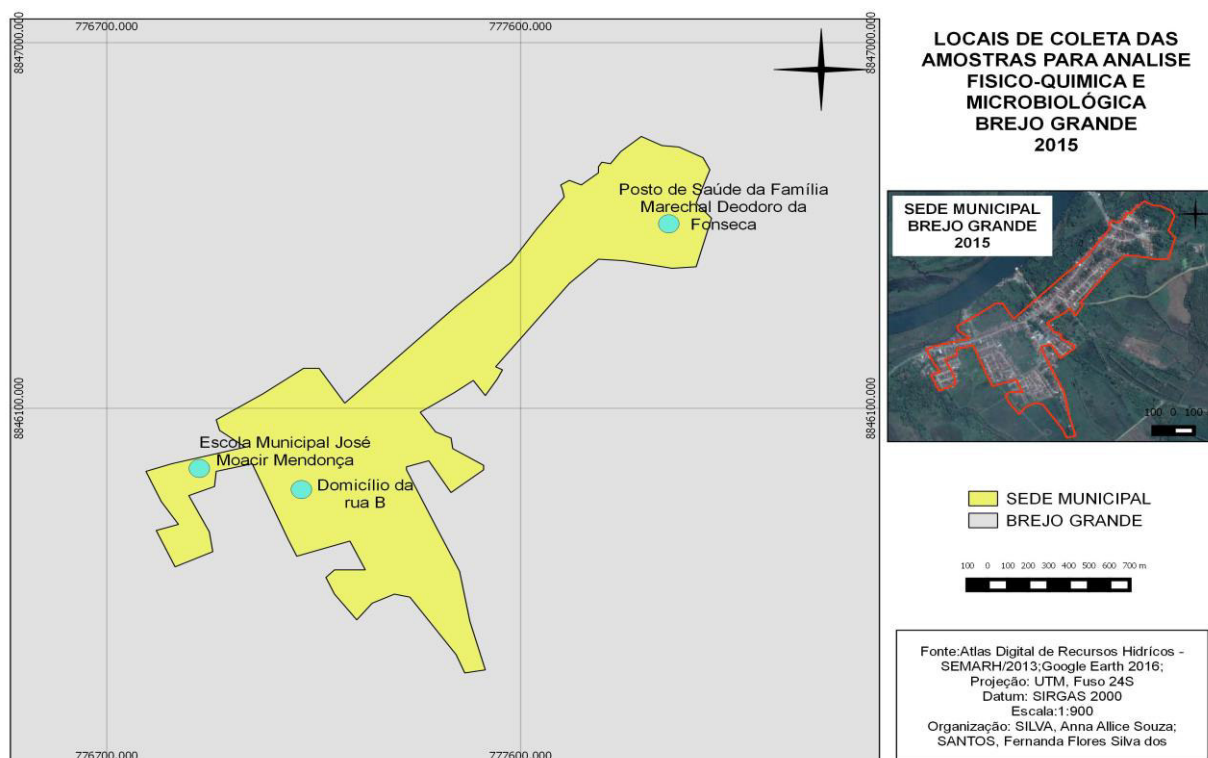 776700.000
777600.000
8847000.000
8847000.000
Posto de Saúde da Família
Marechal Deodoro da
Fonseca
8846100.000
8846100.000
Escola Municipal José
Moacir Mendonça
Domicílio da
rua B
776700.000
777600.000
LOCAIS DE COLETA DAS
AMOSTRAS PARA ANALISE
FISICO-QUIMICA E
MICROBIOLÓGICA
BREJO GRANDE
2015
SEDE MUNICIPAL
BREJO GRANDE
2015
100 0 100
SEDE MUNICIPAL
BREJO GRANDE
100 0 100 200 300 400 500 600 700 m
Fonte:Atlas Digital de Recursos Hidrícos -
SEMARH/2013;Google Earth 2016;
Projeção: UTM, Fuso 24S
Datum: SIRGAS 2000
Escala:1:900
Organização: SILVA, Anna Allice Souza;
SANTOS, Fernanda Flores Silva dos